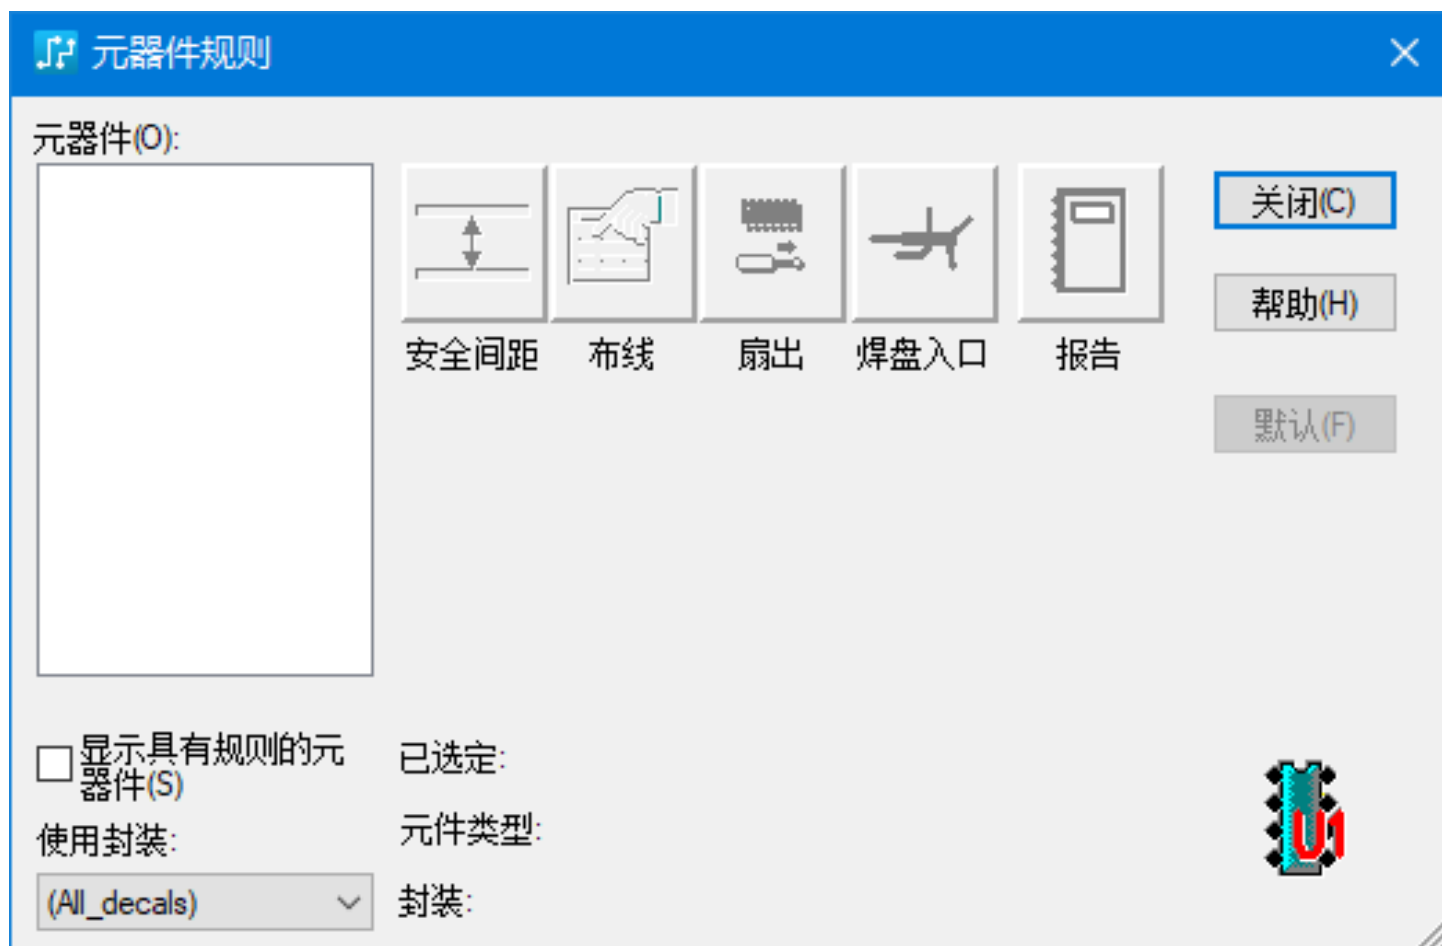 元器件规则
元器件(O):
关闭(C)
帮助(H)
安全间距
布线
扇出
焊盘入口
报告
默认(F)
显示具有规则的元
器件(S)
已选定:
使用封装:
元件类型:
(All_decals)
封装:
U1